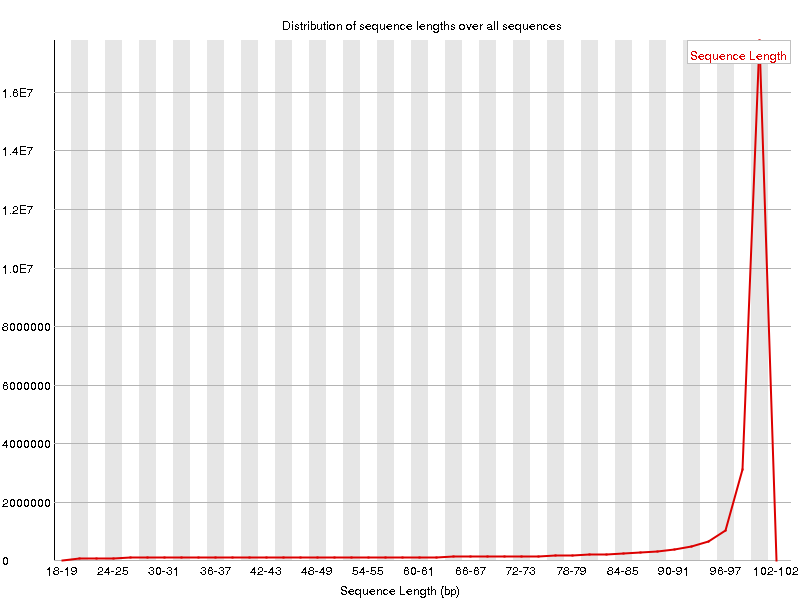 Distribution of sequence lengths over all sequences
Sequence Length
1.6E7
1.4E7
1.2E7
1.0E7
8000000
6000000
4000000
2000000
0
18-19 24-25 30-31 36-37 42-43 48-49 54-55 60-61 66-67 72-73 78-79 84-85 90-91 96-97 102-102
Sequence Length (bp)